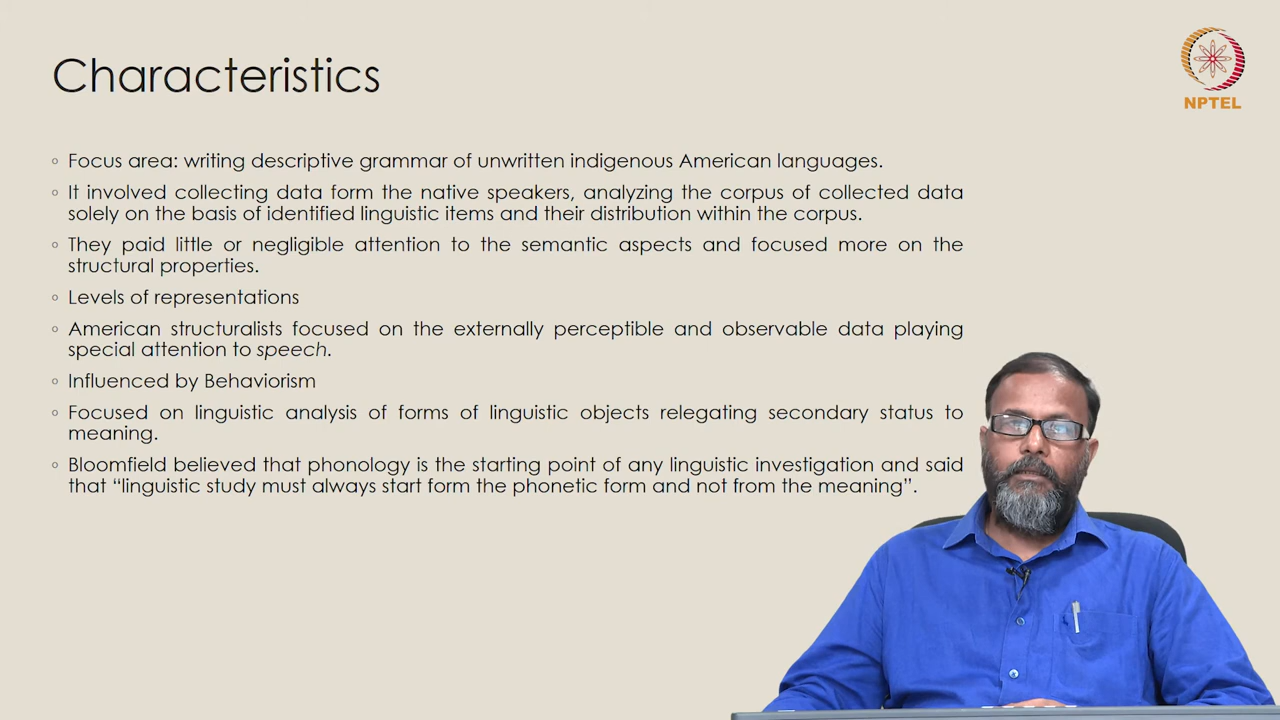 Characteristics
NPTEL
◦ Focus area: writing descriptive grammar of unwritten indigenous American languages.
◦ It involved collecting data form the native speakers, analyzing the corpus of collected data
solely on the basis of identified linguistic items and their distribution within the corpus.
◦ They paid little or negligible attention to the semantic aspects and focused more on the
structural properties.
◦ Levels of representations
◦ American structuralists focused on the externally perceptible and observable data playing
special attention to speech.
◦ Influenced by Behaviorism
◦ Focused on linguistic analysis of forms of linguistic objects relegating secondary status to
meaning.
◦ Bloomfield believed that phonology is the starting point of any linguistic investigation and said
that “linguistic study must always start form the phonetic form and not from the meaning”.